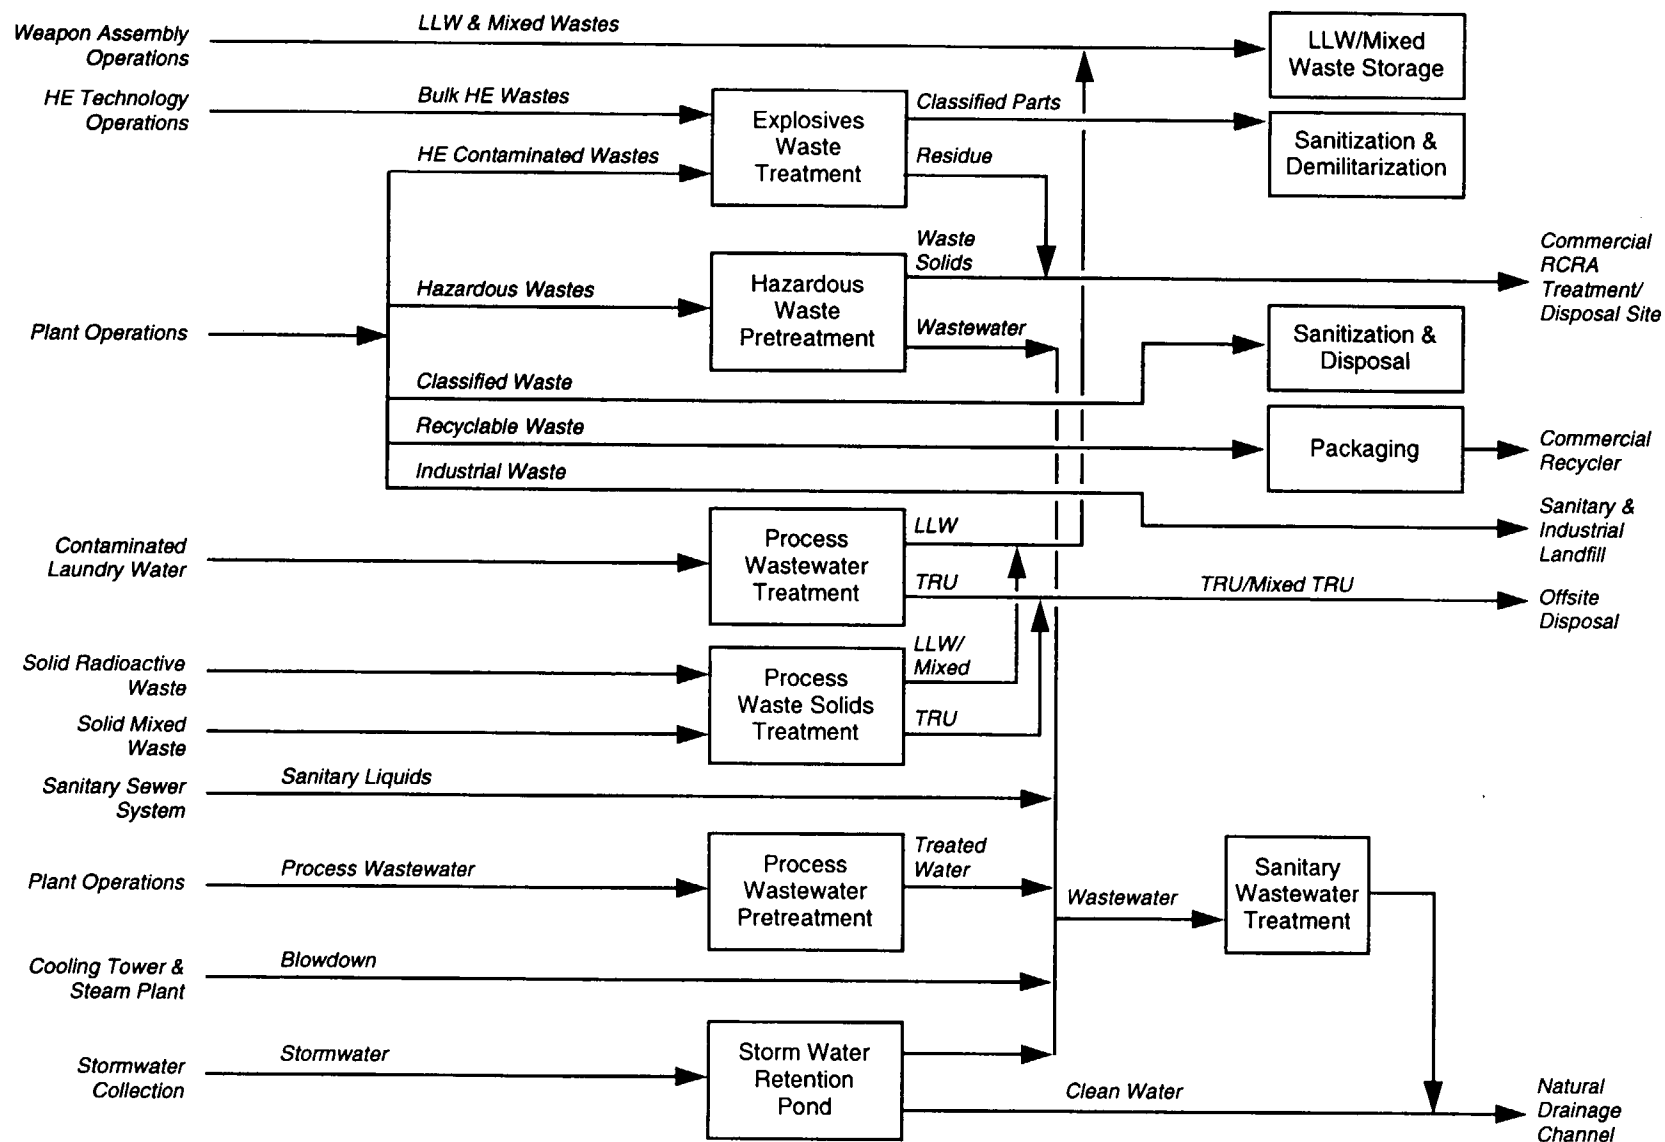 Weapon Assembly
Operations
LLW & Mixed Wastes
LLW/Mixed
Waste Storage
HE Technology
Operations
Bulk HE Wastes
HE Contaminated Wastes
Explosives
Waste
Treatment
Classified Parts
Residue
Sanitization &
Demilitarization
Plant Operations
Hazardous Wastes
Hazardous
Waste
Pretreatment
Waste
Solids
Wastewater
Commercial
RCRA
Treatment/
Disposal Site
Classified Waste
Sanitization &
Disposal
Recyclable Waste
Packaging
Commercial
Recycler
Industrial Waste
Sanitary &
Industrial
Landfill
Contaminated
Laundry Water
Process
Wastewater
Treatment
LLW
TRU
TRU/Mixed TRU
Offsite
Disposal
Solid Radioactive
Waste
Solid Mixed
Waste
Process
Waste Solids
Treatment
LLW/
Mixed
TRU
Sanitary Sewer
System
Sanitary Liquids
Plant Operations
Process Wastewater
Process
Wastewater
Pretreatment
Treated
Water
Wastewater
Sanitary
Wastewater
Treatment
Cooling Tower &
Steam Plant
Blowdown
Stormwater
Collection
Stormwater
Storm Water
Retention
Pond
Clean Water
Natural
Drainage
Channel